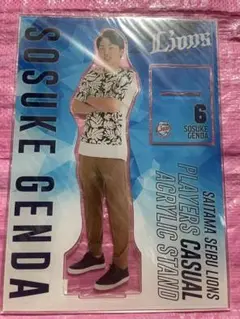 Lions
SOSUKE GENDA
6
SOSUKE
GENDA
SAITAMA SEIBU LIONS
PLAYERS CASUAL
ACRYLIC STAND